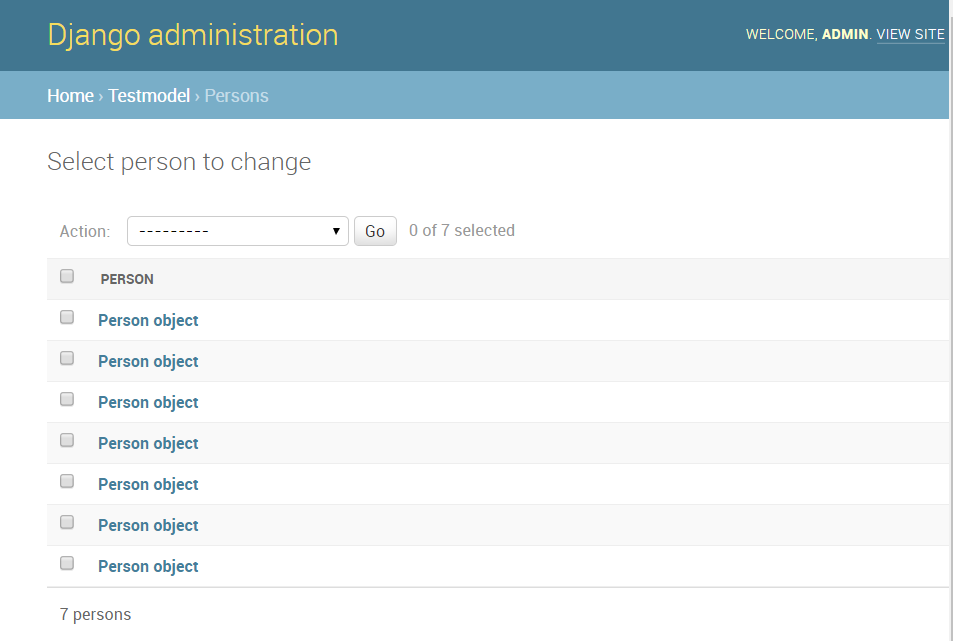 Django administration
WELCOME, ADMIN. VIEW SITE
Home › Testmodel › Persons
Select person to change
Action: --------- Go 0 of 7 selected
PERSON
Person object
Person object
Person object
Person object
Person object
Person object
Person object
7 persons